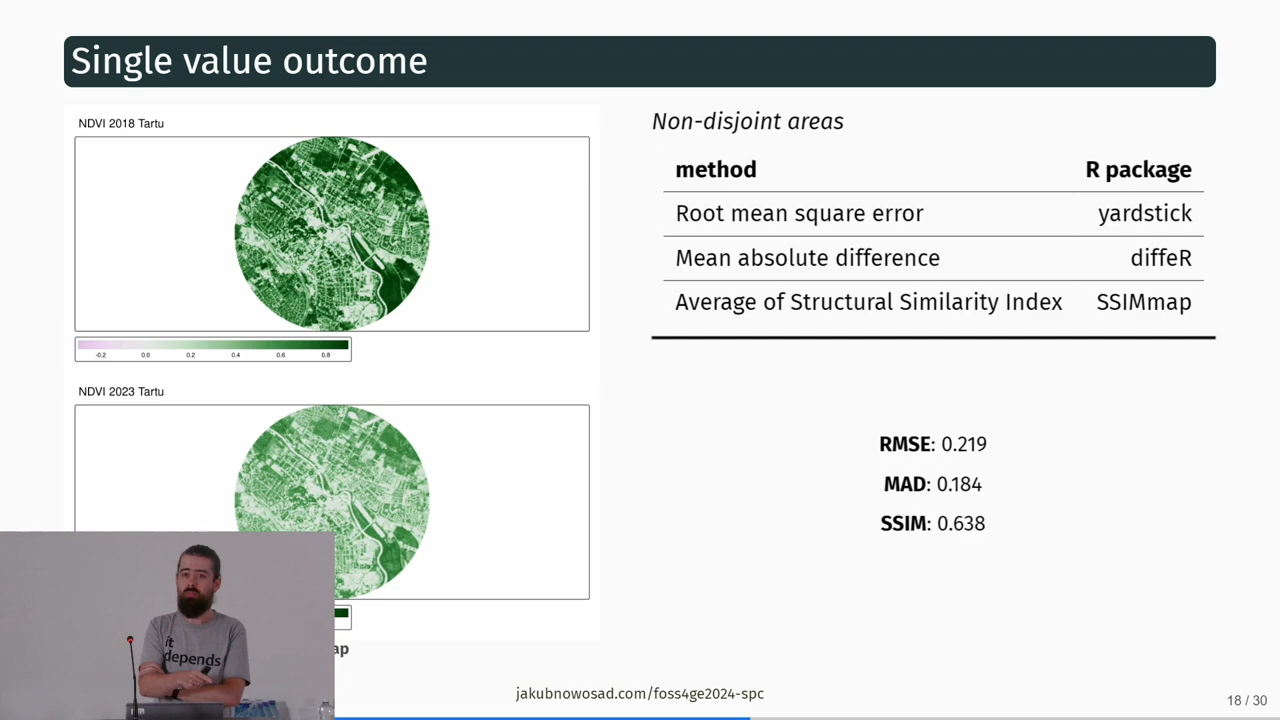 Single value outcome
NDVI 2018 Tartu
-0.2 0.0 0.2 0.4 0.6 0.8
NDVI 2023 Tartu
ap
Non-disjoint areas
method R package
Root mean square error yardstick
Mean absolute difference diffeR
Average of Structural Similarity Index SSIMmap
RMSE: 0.219
MAD: 0.184
SSIM: 0.638
it
depends
jakubnowosad.com/foss4ge2024-spc
18 / 30